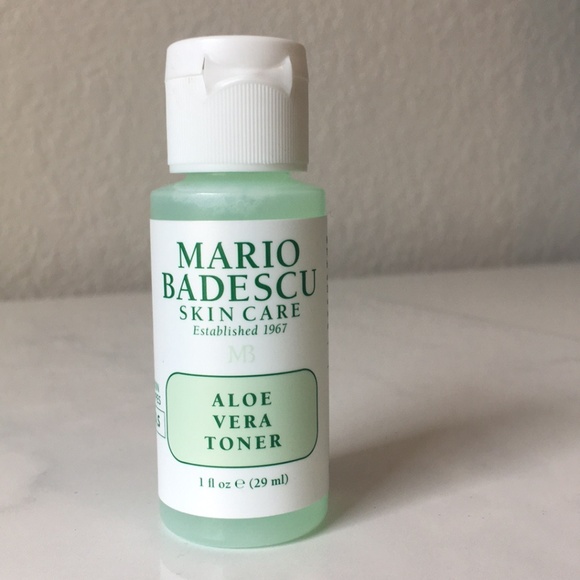 MARIO
BADESCU
SKIN CARE
Established 1967
MB
ALOE
VERA
TONER
1 fl oz ℮ (29 ml)